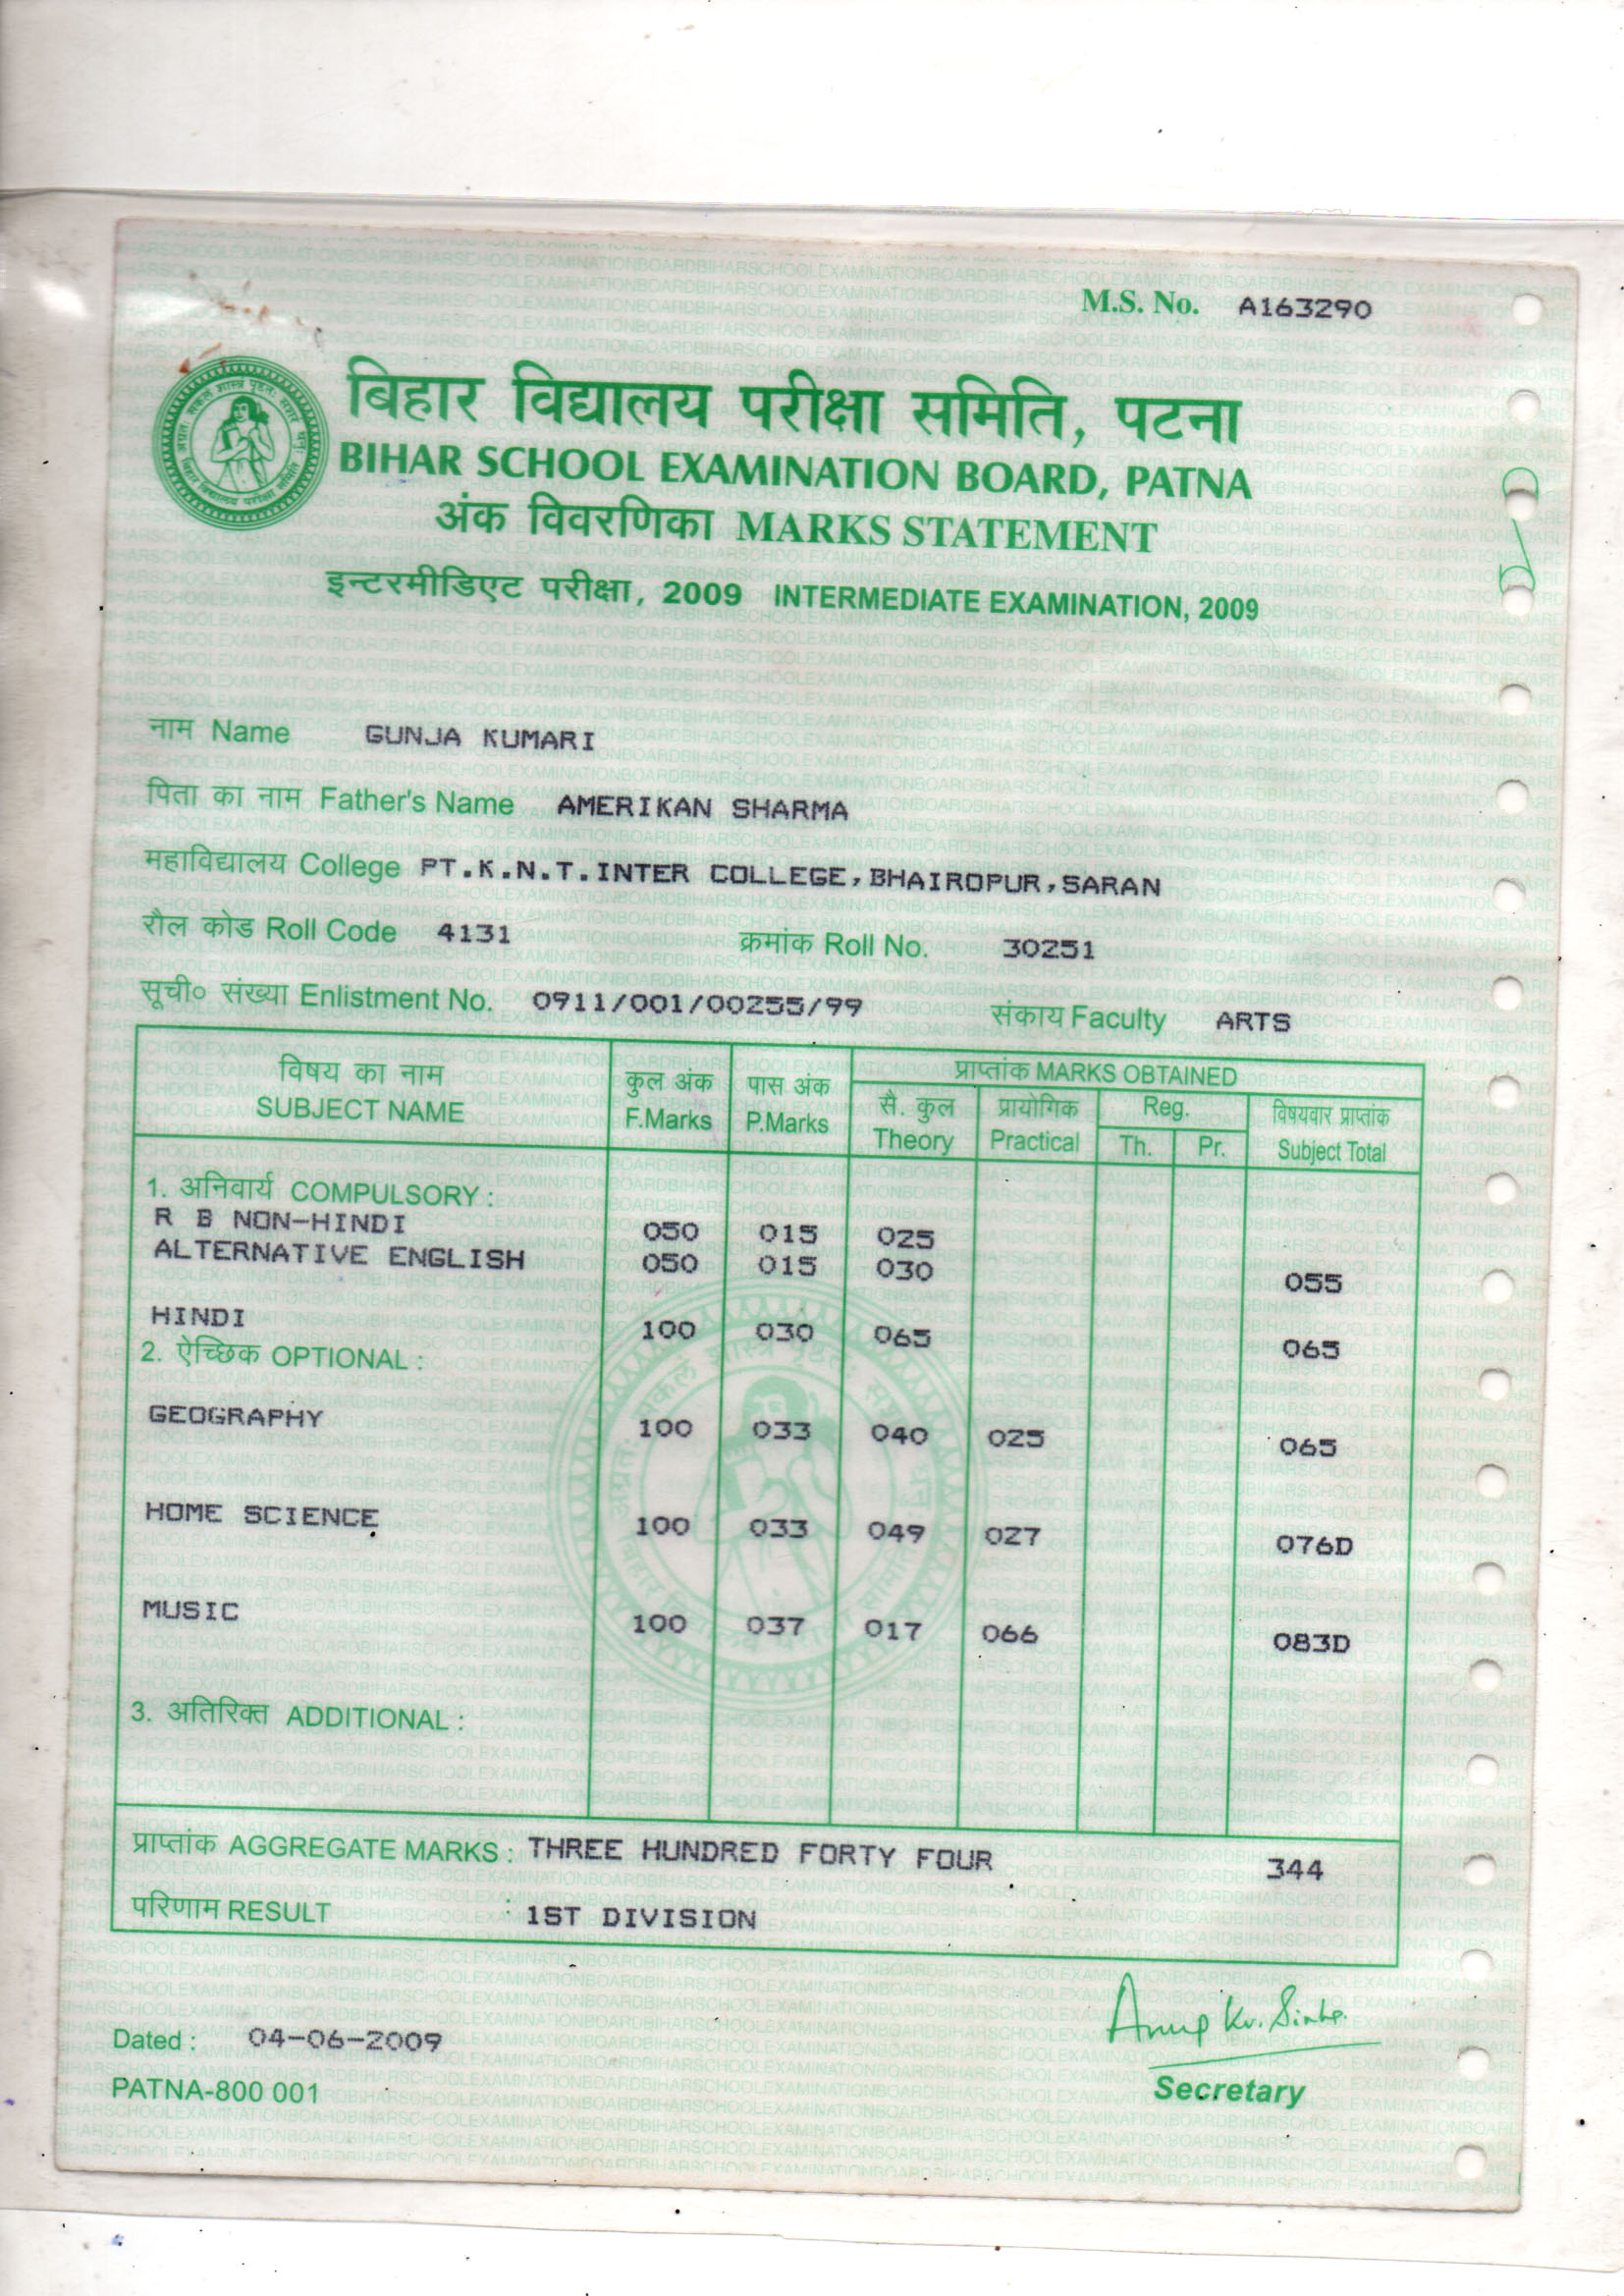 M.S. No. A163290
बिहार विद्यालय परीक्षा समिति, पटना
BIHAR SCHOOL EXAMINATION BOARD, PATNA
अंक विवरणिका MARKS STATEMENT
इन्टरमीडिएट परीक्षा, 2009 INTERMEDIATE EXAMINATION, 2009
नाम Name GUNJA KUMARI
पिता का नाम Father's Name AMERIKAN SHARMA
महाविद्यालय College PT.K.N.T.INTER COLLEGE,BHAIROPUR,SARAN
रौल कोड Roll Code 4131 क्रमांक Roll No. 30251
सूची० संख्या Enlistment No. 0911/001/00255/99 संकाय Faculty ARTS
विषय का नाम कुल अंक पास अंक प्राप्तांक MARKS OBTAINED
SUBJECT NAME F.Marks P.Marks सै. कुल प्रायोगिक Reg. विषयवार प्राप्तांक
Theory Practical Th. Pr. Subject Total
1. अनिवार्य COMPULSORY :
R B NON-HINDI 050 015 025
ALTERNATIVE ENGLISH 050 015 030 055
HINDI 100 030 065 065
2. ऐच्छिक OPTIONAL :
GEOGRAPHY 100 033 040 025 065
HOME SCIENCE 100 033 049 027 076D
MUSIC 100 037 017 066 083D
3. अतिरिक्त ADDITIONAL :
प्राप्तांक AGGREGATE MARKS : THREE HUNDRED FORTY FOUR 344
परिणाम RESULT : 1ST DIVISION
Anup Kr. Sinha.
Dated : 04-06-2009
PATNA-800 001 Secretary